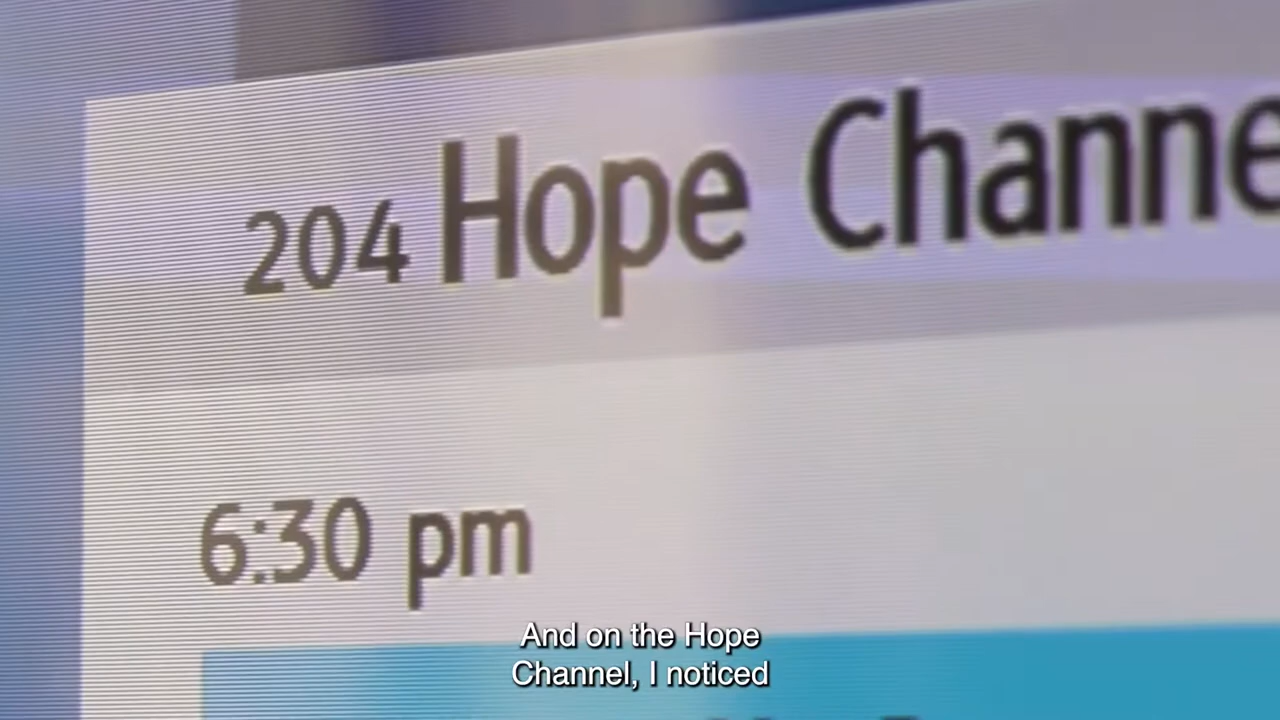 204 Hope Channe
6:30 pm
And on the Hope
Channel, I noticed